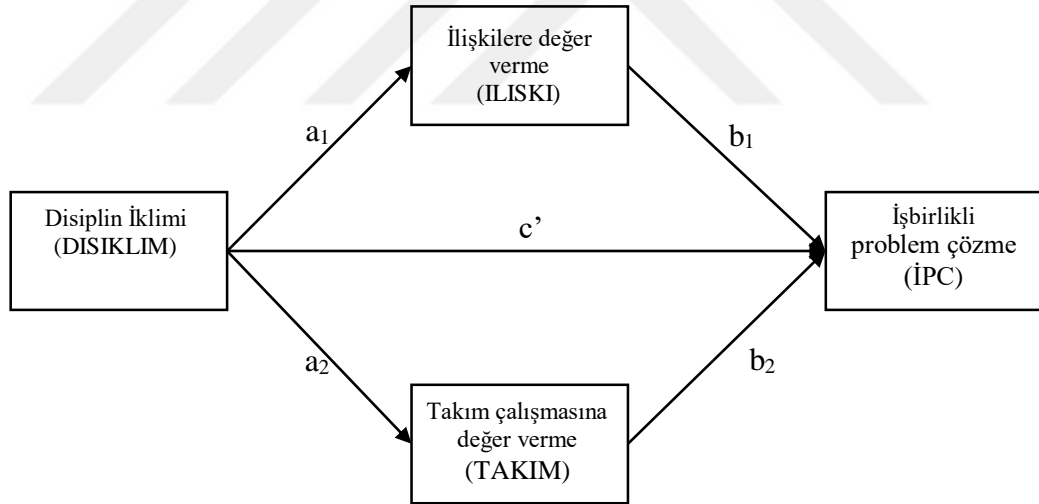 İlişkilere değer
verme
(ILISKI)
a₁
b₁
Disiplin İklimi
(DISIKLIM)
c’
İşbirlikli
problem çözme
(İPC)
a₂
b₂
Takım çalışmasına
değer verme
(TAKIM)